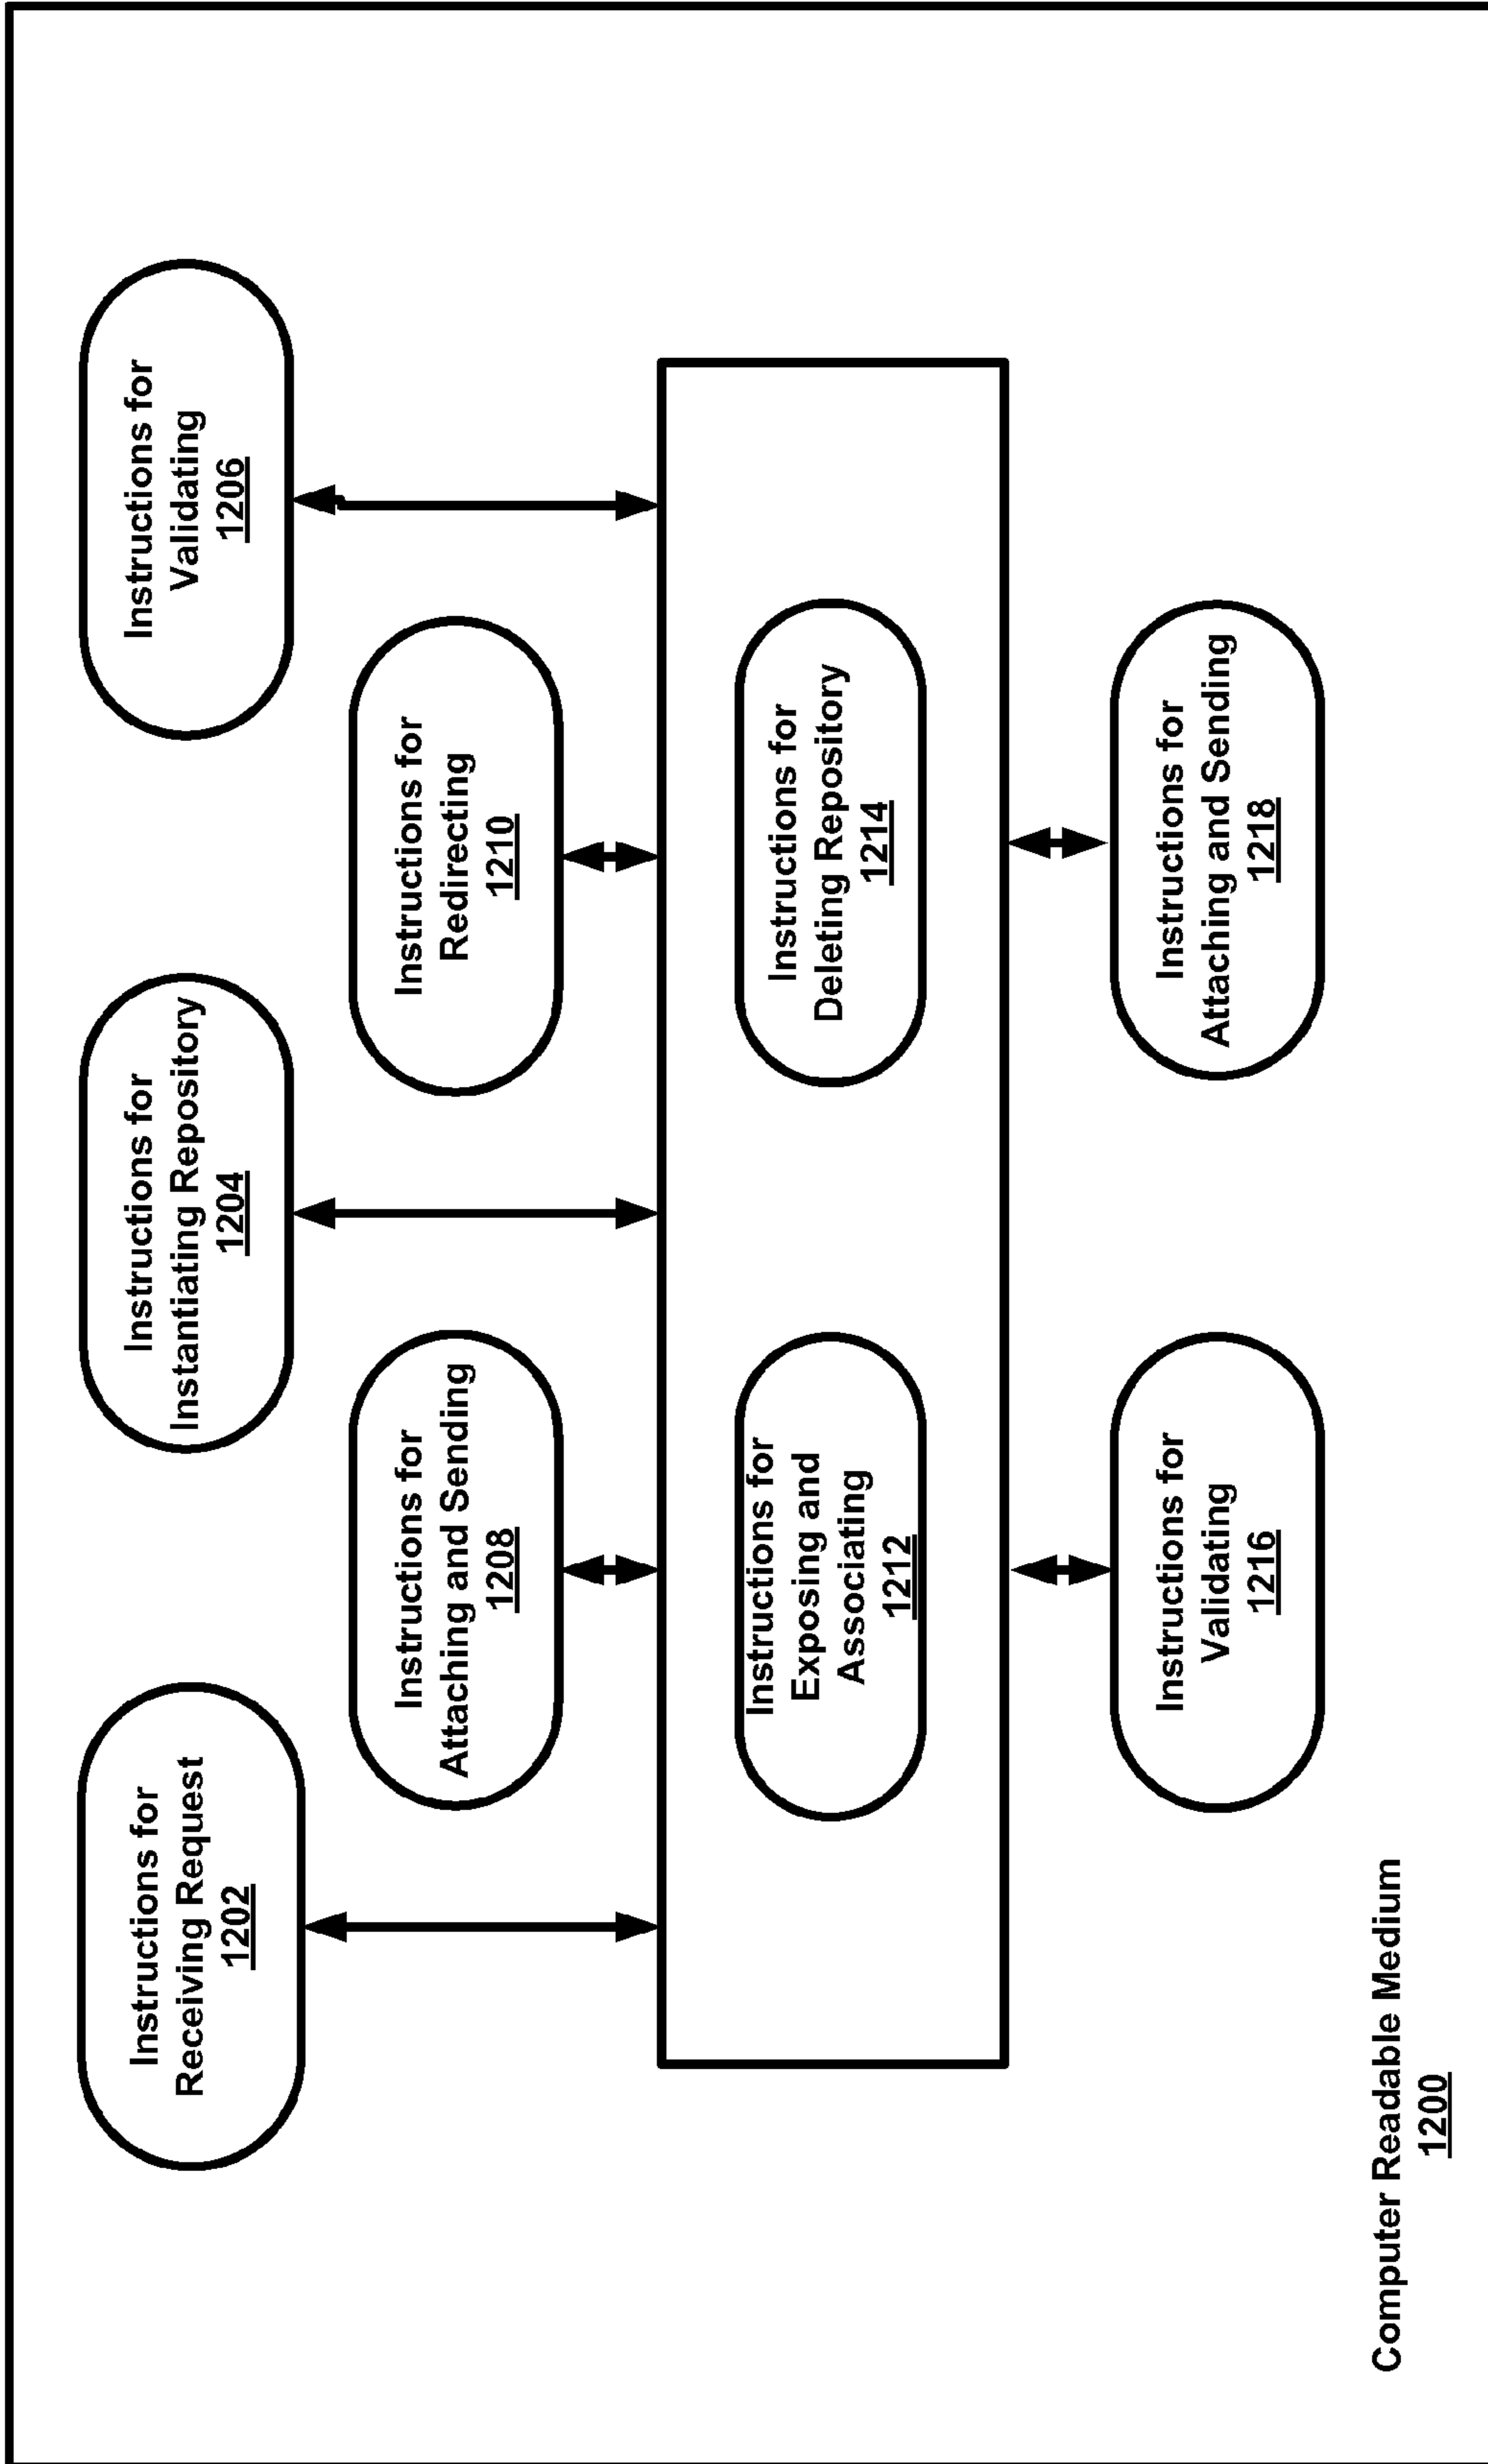 Instructions for
Receiving Request
1202
Instructions for
Instantiating Repository
1204
Instructions for
Validating
1206
Instructions for
Attaching and Sending
1208
Instructions for
Redirecting
1210
Instructions for
Exposing and
Associating
1212
Instructions for
Deleting Repository
1214
Instructions for
Validating
1216
Instructions for
Attaching and Sending
1218
Computer Readable Medium
1200